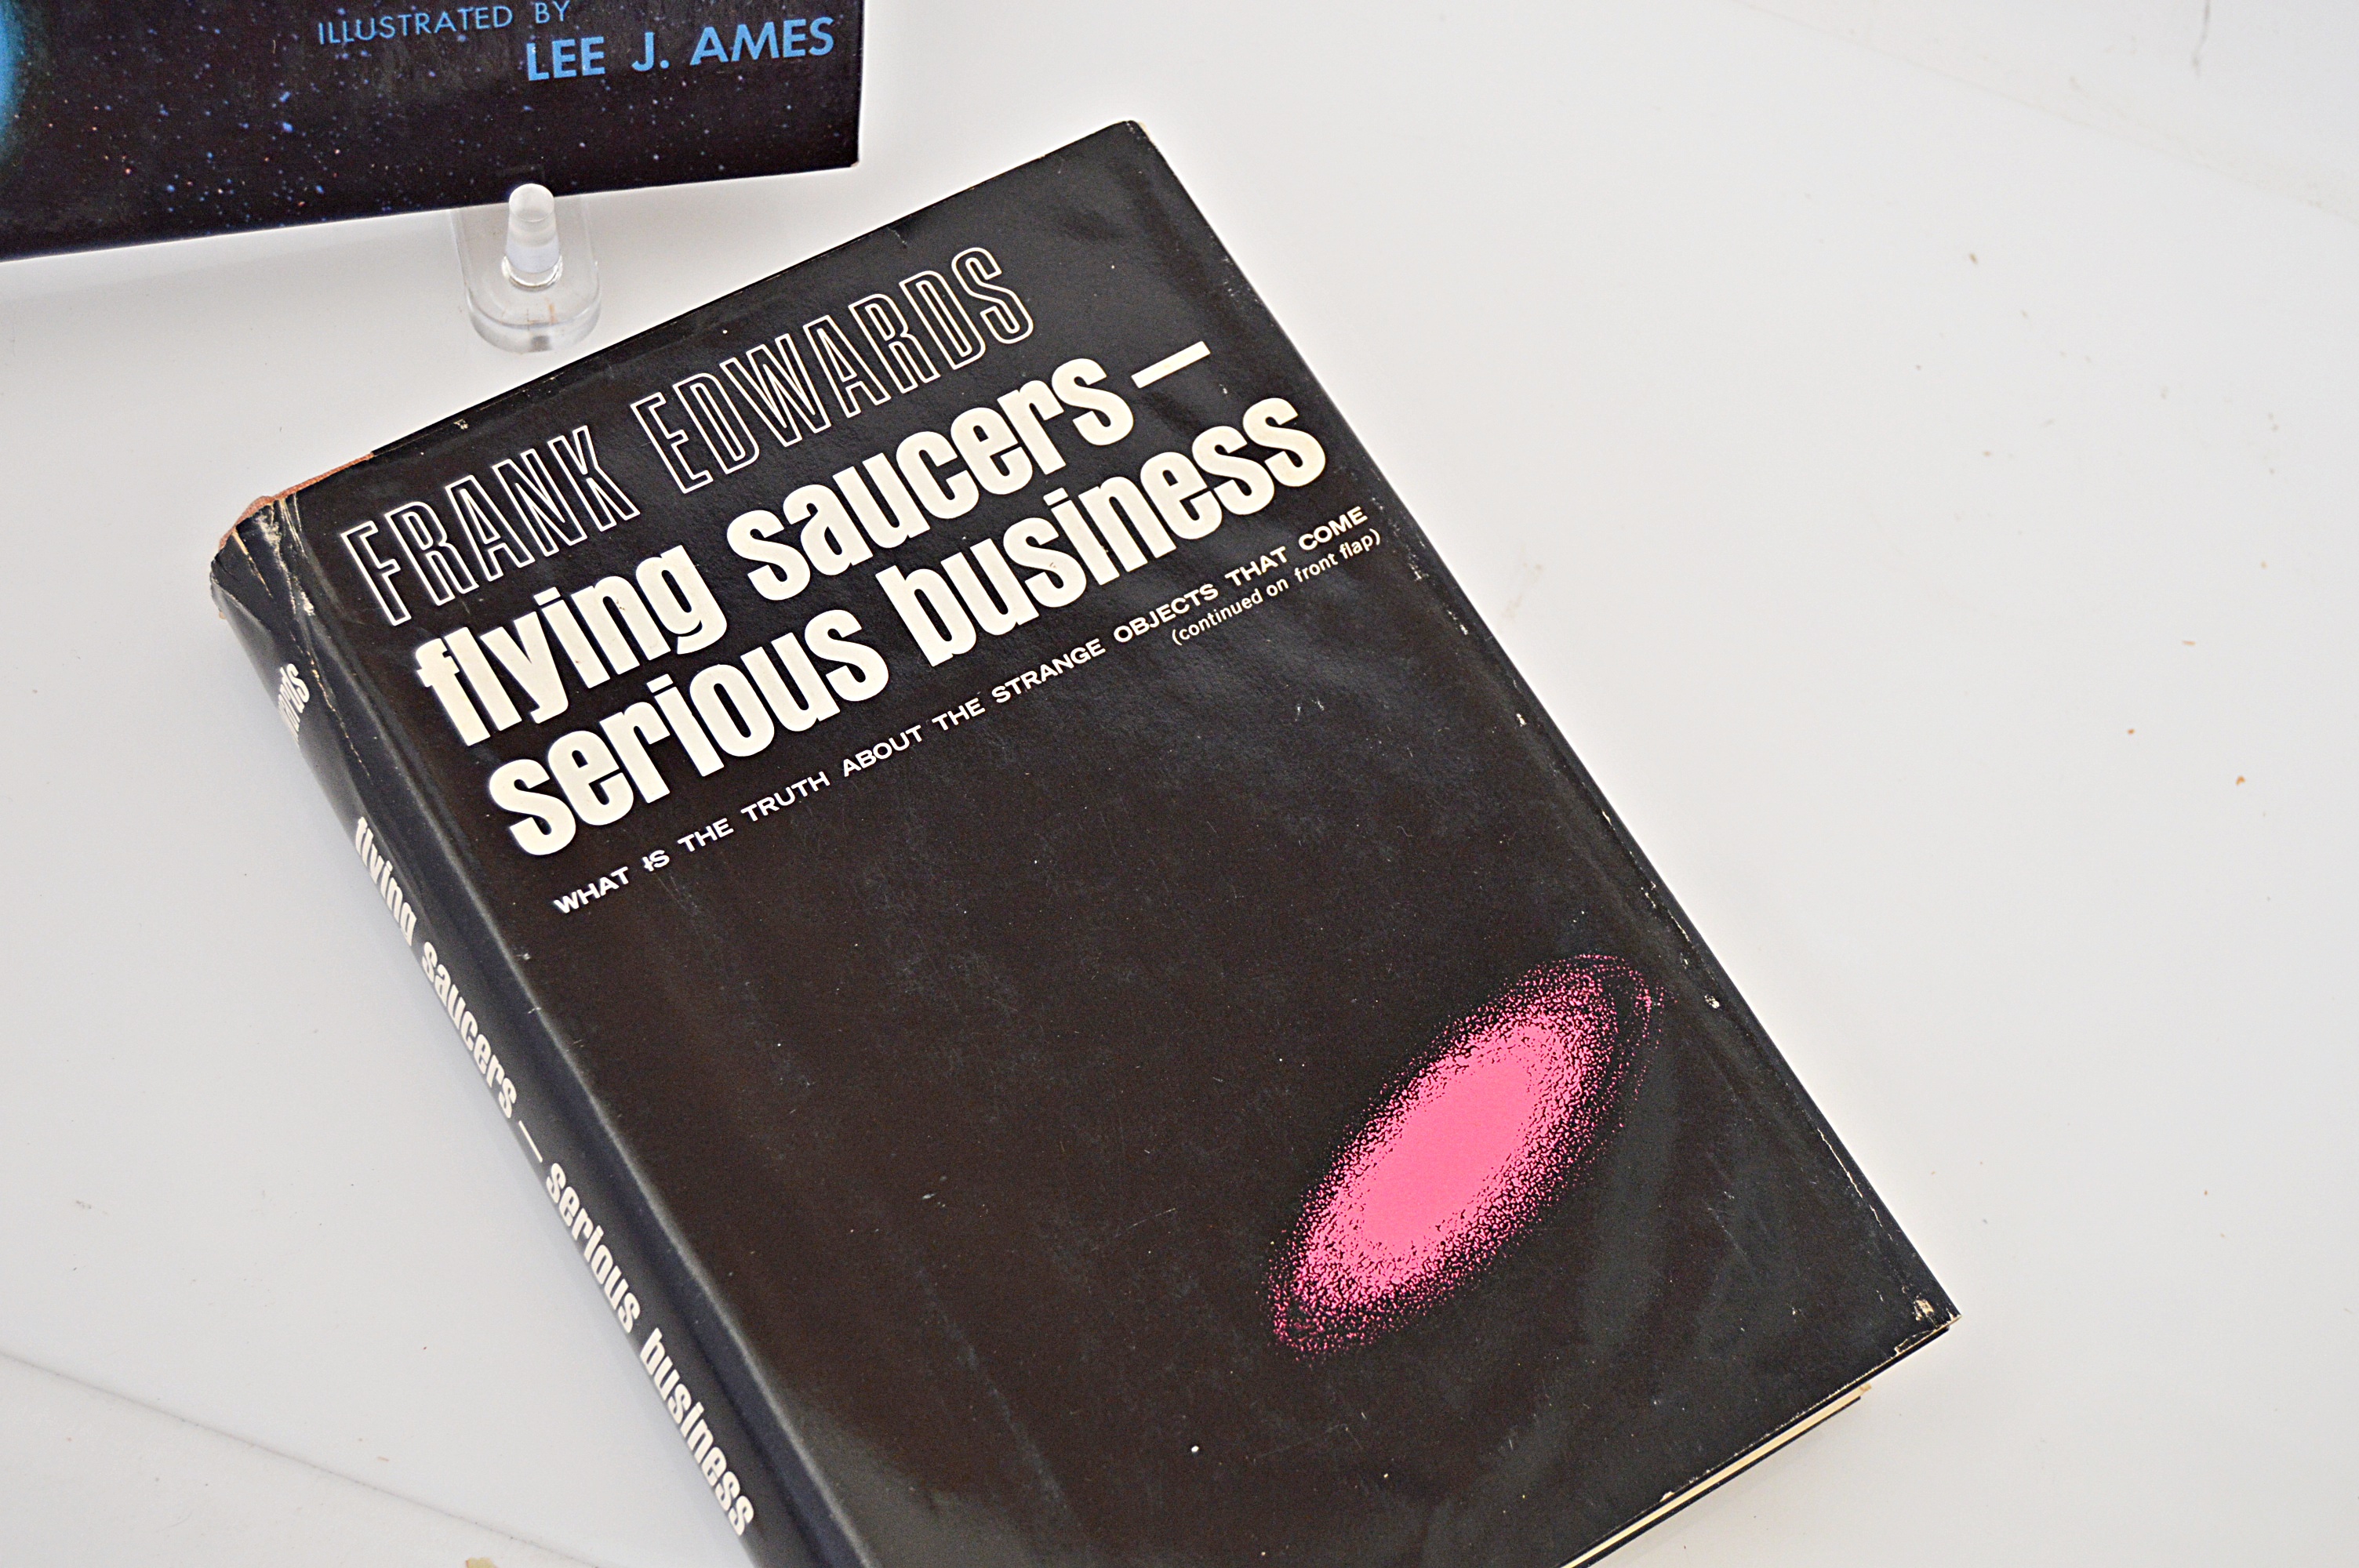 ILLUSTRATED BY
LEE J. AMES
FRANK EDWARDS
flying saucers —
serious business
WHAT IS THE TRUTH ABOUT THE STRANGE OBJECTS THAT COME
(continued on front flap)
flying saucers — serious business